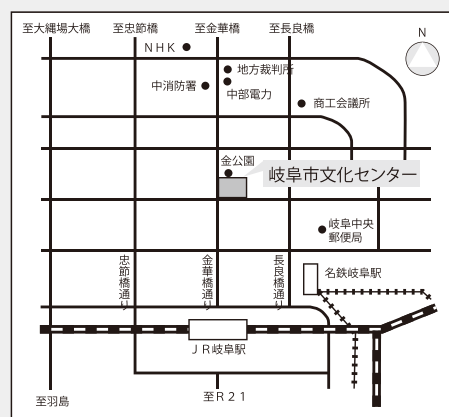 至大縄場大橋
至忠節橋
至金華橋
至長良橋
N
NHK
地方裁判所
中消防署
中部電力
商工会議所
金公園
岐阜市文化センター
岐阜中央
郵便局
忠節橋通り
金華橋通り
長良橋通り
名鉄岐阜駅
JR岐阜駅
至羽島
至R21